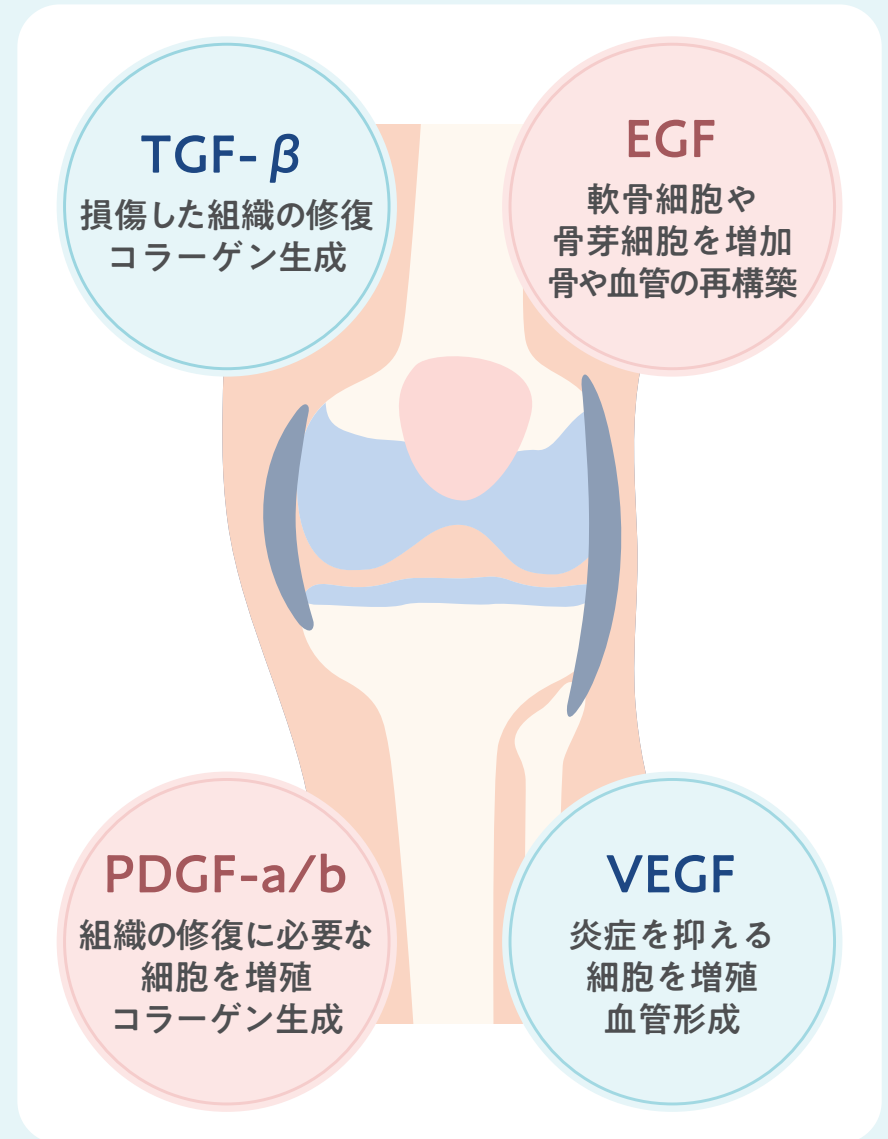 TGF-β
損傷した組織の修復
コラーゲン生成
EGF
軟骨細胞や
骨芽細胞を増加
骨や血管の再構築
PDGF-a/b
組織の修復に必要な
細胞を増殖
コラーゲン生成
VEGF
炎症を抑える
細胞を増殖
血管形成